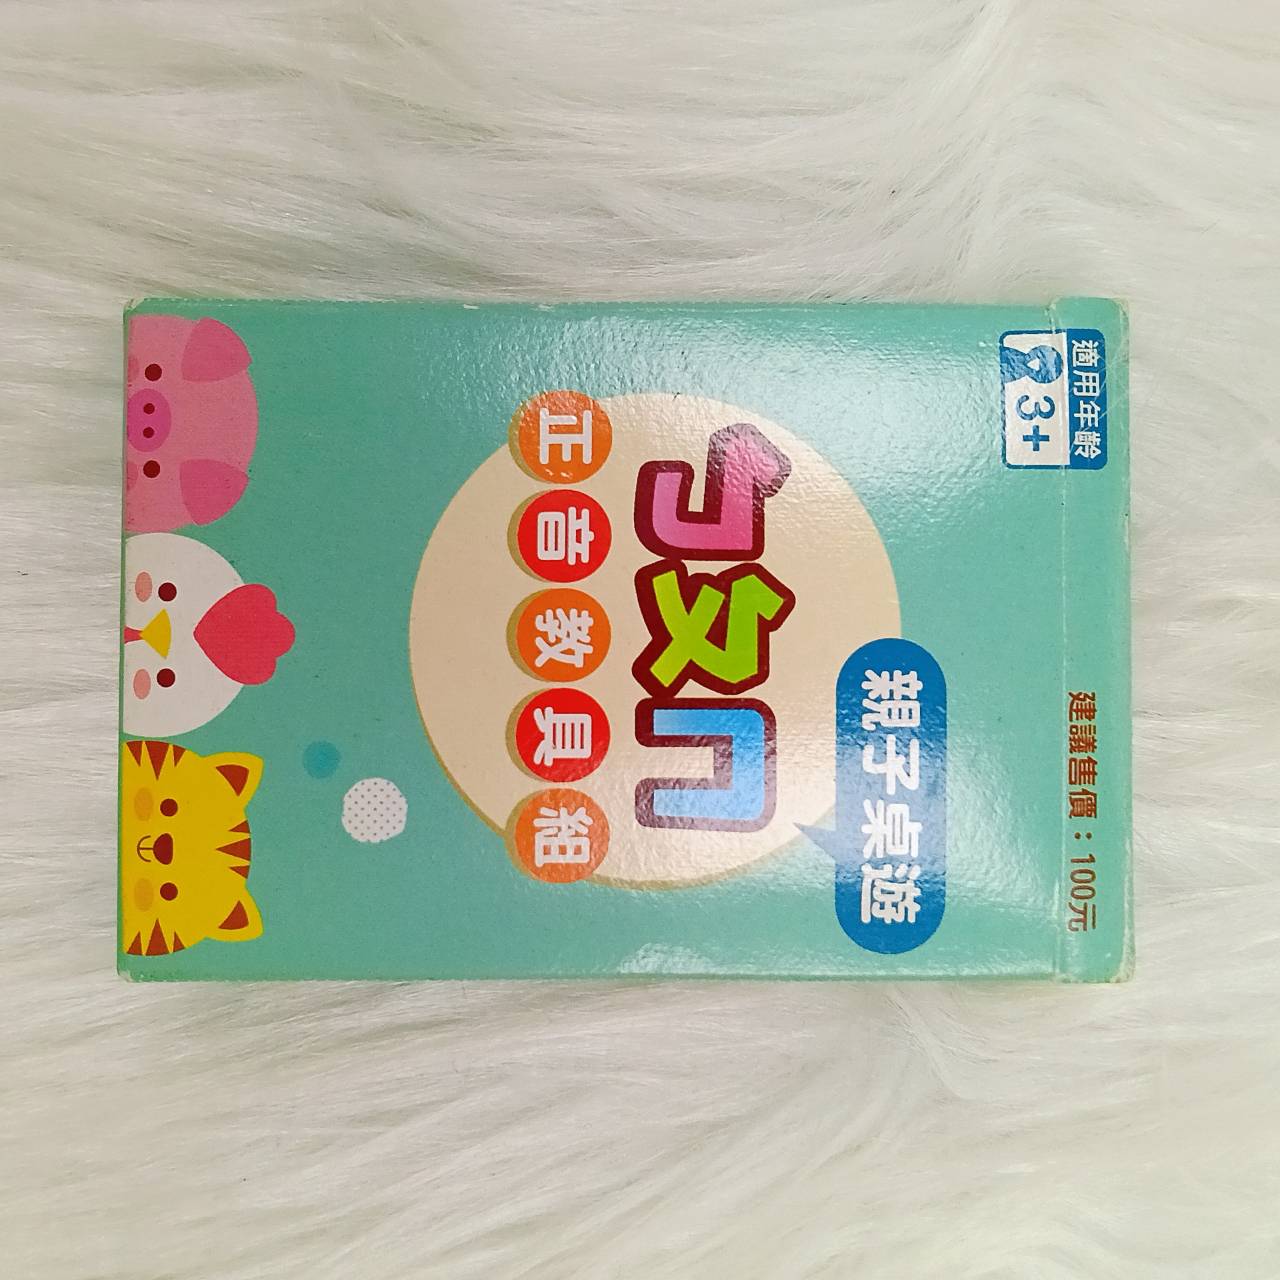 適用年齡
3+
建議售價：100元
親子桌遊
ㄅㄆㄇ
正音教具組